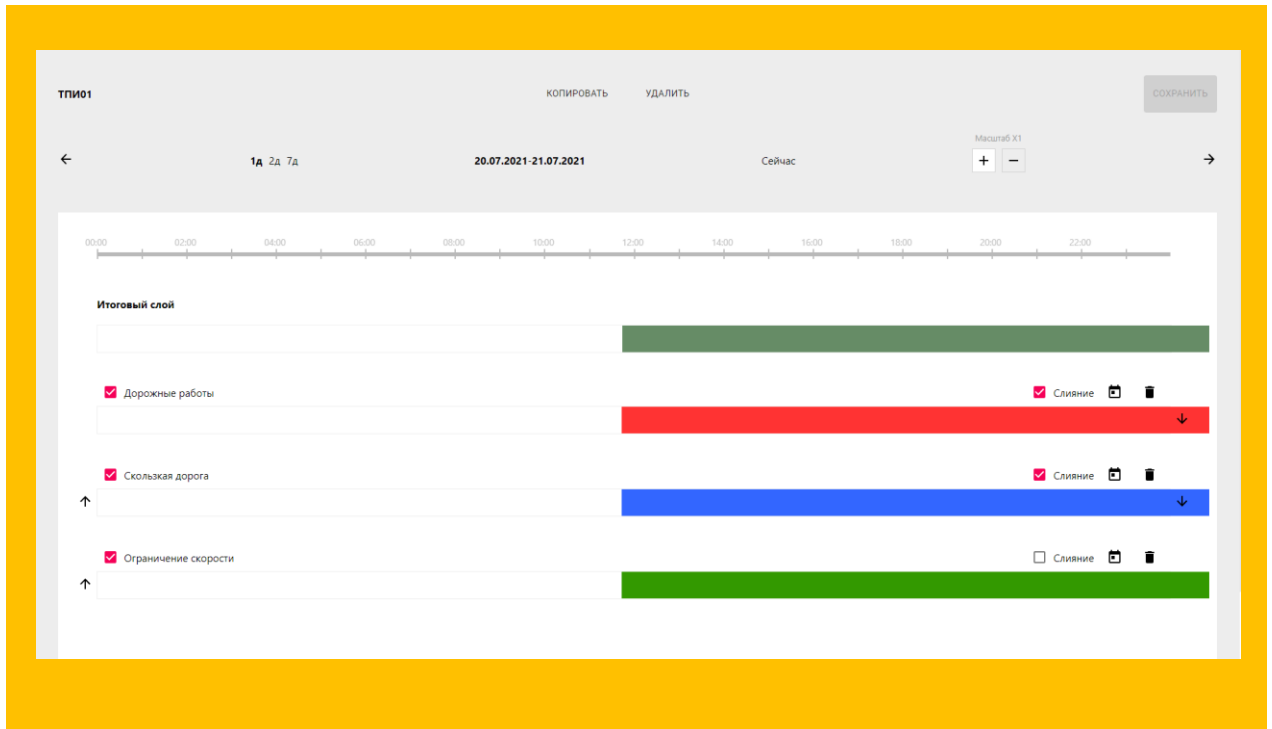 ТПИ01 КОПИРОВАТЬ УДАЛИТЬ СОХРАНИТЬ
Масштаб X1
1д 2д 7д 20.07.2021-21.07.2021 Сейчас
00:00 02:00 04:00 06:00 08:00 10:00 12:00 14:00 16:00 18:00 20:00 22:00
Итоговый слой
Дорожные работы Слияние
Скользкая дорога Слияние
Ограничение скорости Слияние